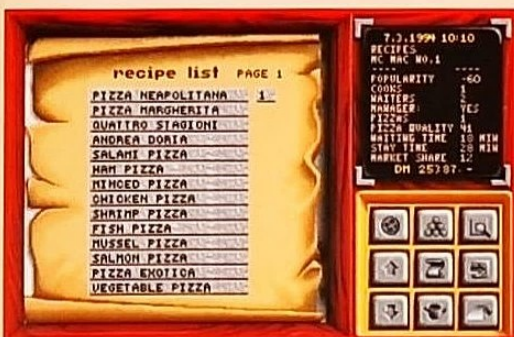 recipe list PAGE 1
PIZZA NEAPOLITANA 1
PIZZA MARGHERITA
QUATTRO STAGIONI
ANDREA DORIA
SALAMI PIZZA
HAM PIZZA
MINCED PIZZA
CHICKEN PIZZA
SHRIMP PIZZA
FISH PIZZA
MUSSEL PIZZA
SALMON PIZZA
PIZZA EXOTICA
VEGETABLE PIZZA
7.3.1994 10:10
RECIPES
MC MAC NO.1
---- ----
POPULARITY -60
COOKS 1
WAITERS 2
MANAGER: YES
PIZZAS 1
PIZZA QUALITY 41
WAITING TIME 18 MIN
STAY TIME 28 MIN
MARKET SHARE
DM